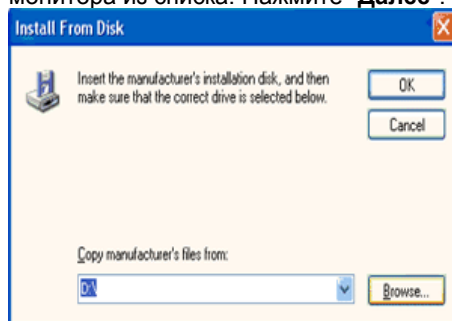 монитора из списка. Нажмите "Далее".
Install From Disk
Insert the manufacturer's installation disk, and then
make sure that the correct drive is selected below.
OK
Cancel
Copy manufacturer's files from:
D:\
Browse...